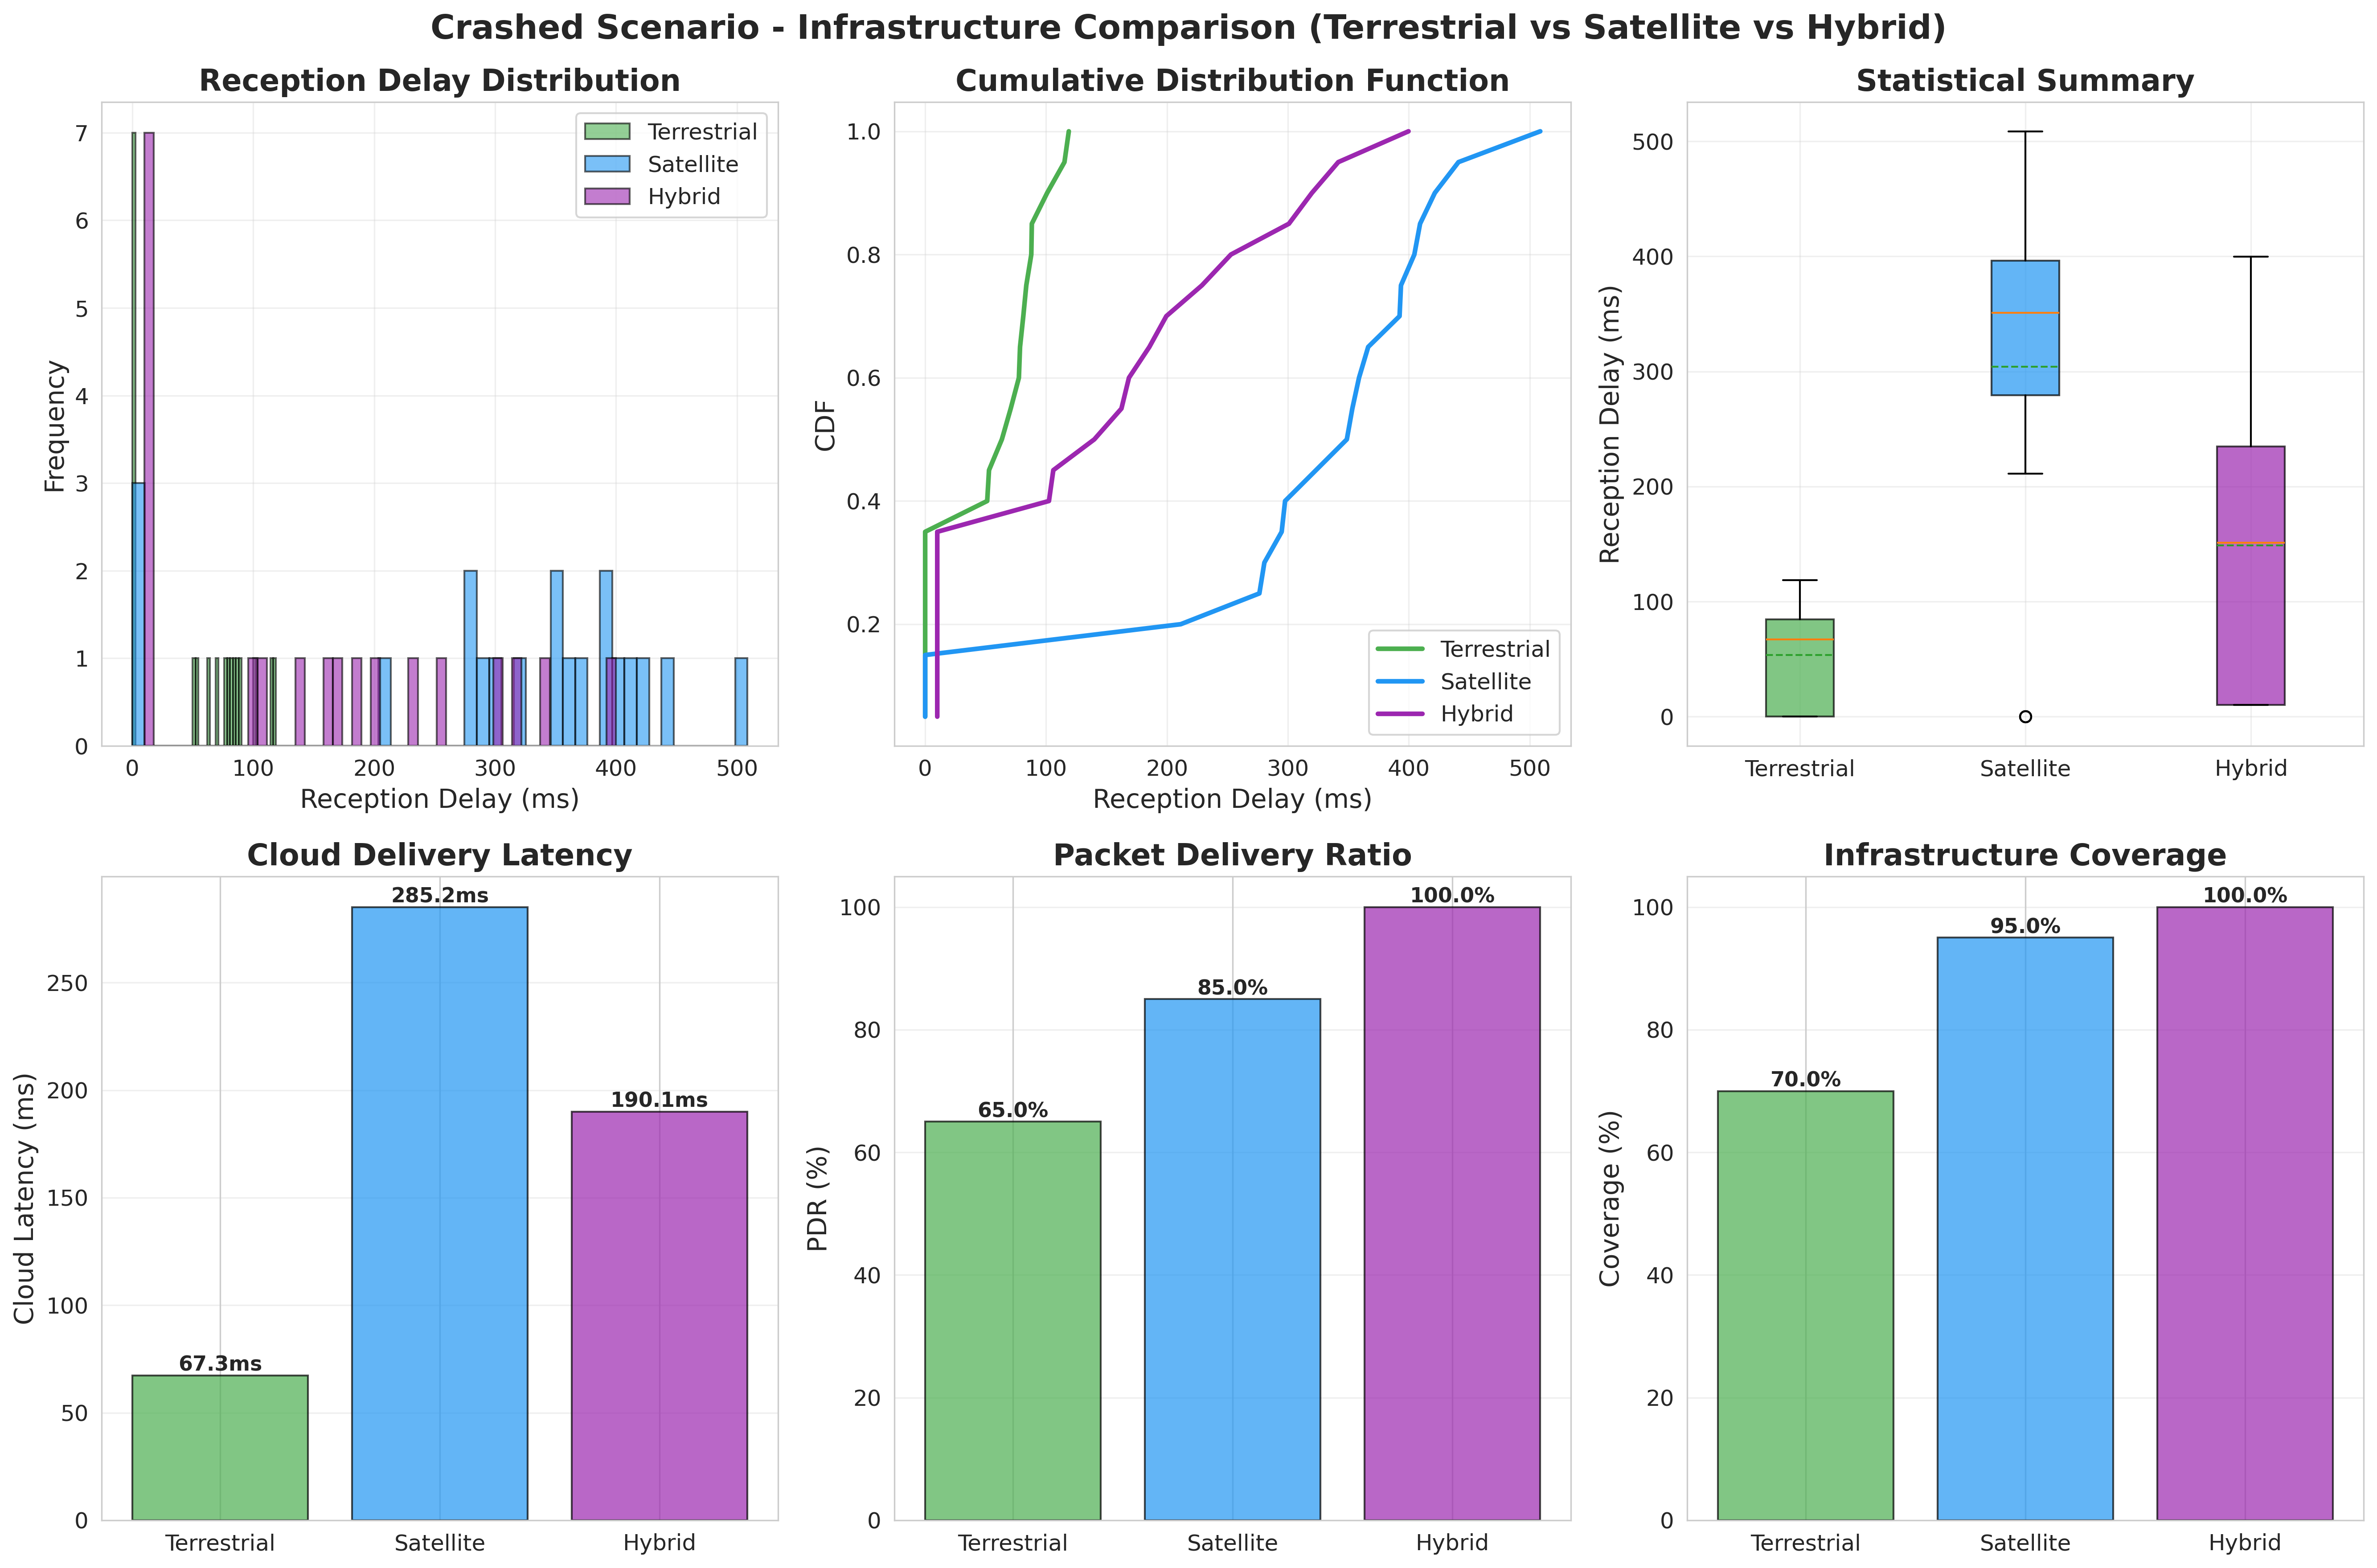 Crashed Scenario - Infrastructure Comparison (Terrestrial vs Satellite vs Hybrid)
Reception Delay Distribution
Frequency
7
6
5
4
3
2
1
0
0 100 200 300 400 500
Reception Delay (ms)
Terrestrial
Satellite
Hybrid
Cumulative Distribution Function
CDF
1.0
0.8
0.6
0.4
0.2
0 100 200 300 400 500
Reception Delay (ms)
Terrestrial
Satellite
Hybrid
Statistical Summary
Reception Delay (ms)
500
400
300
200
100
0
Terrestrial Satellite Hybrid
Cloud Delivery Latency
Cloud Latency (ms)
250
200
150
100
50
0
67.3ms
285.2ms
190.1ms
Terrestrial Satellite Hybrid
Packet Delivery Ratio
PDR (%)
100
80
60
40
20
0
65.0%
85.0%
100.0%
Terrestrial Satellite Hybrid
Infrastructure Coverage
Coverage (%)
100
80
60
40
20
0
70.0%
95.0%
100.0%
Terrestrial Satellite Hybrid